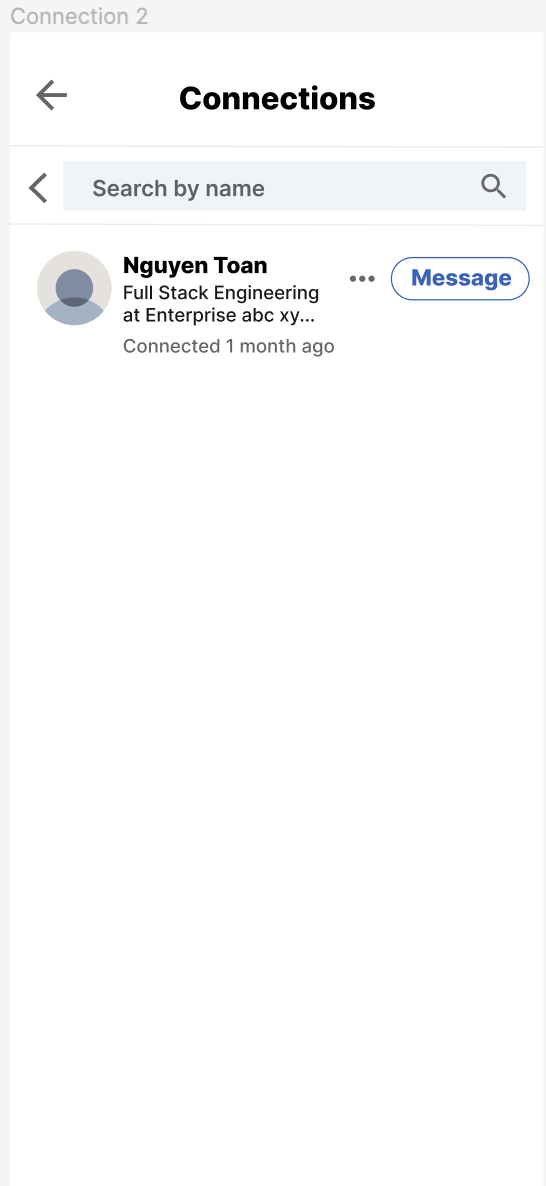 Connection 2
Connections
Search by name
Nguyen Toan
Full Stack Engineering
at Enterprise abc xy...
Connected 1 month ago
Message